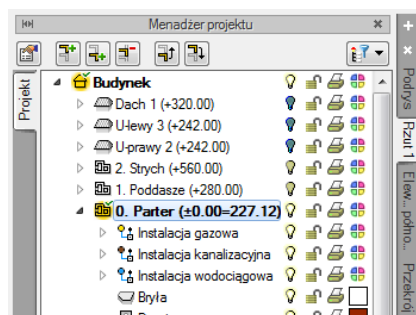 Menadżer projektu
Projekt
Budynek
Dach 1 (+320.00)
U-lewy 3 (+242.00)
U-prawy 2 (+242.00)
2. Strych (+560.00)
1. Poddasze (+280.00)
0. Parter (±0.00=227.12)
Instalacja gazowa
Instalacja kanalizacyjna
Instalacja wodociągowa
Bryła
Podrys
Rzut 1
Elew... półno...
Przekrój